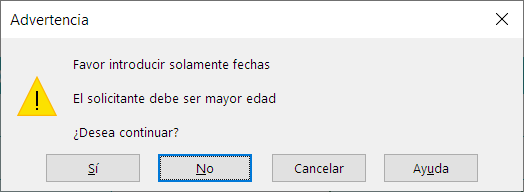 Advertencia
Favor introducir solamente fechas
El solicitante debe ser mayor edad
¿Desea continuar?
Sí No Cancelar Ayuda